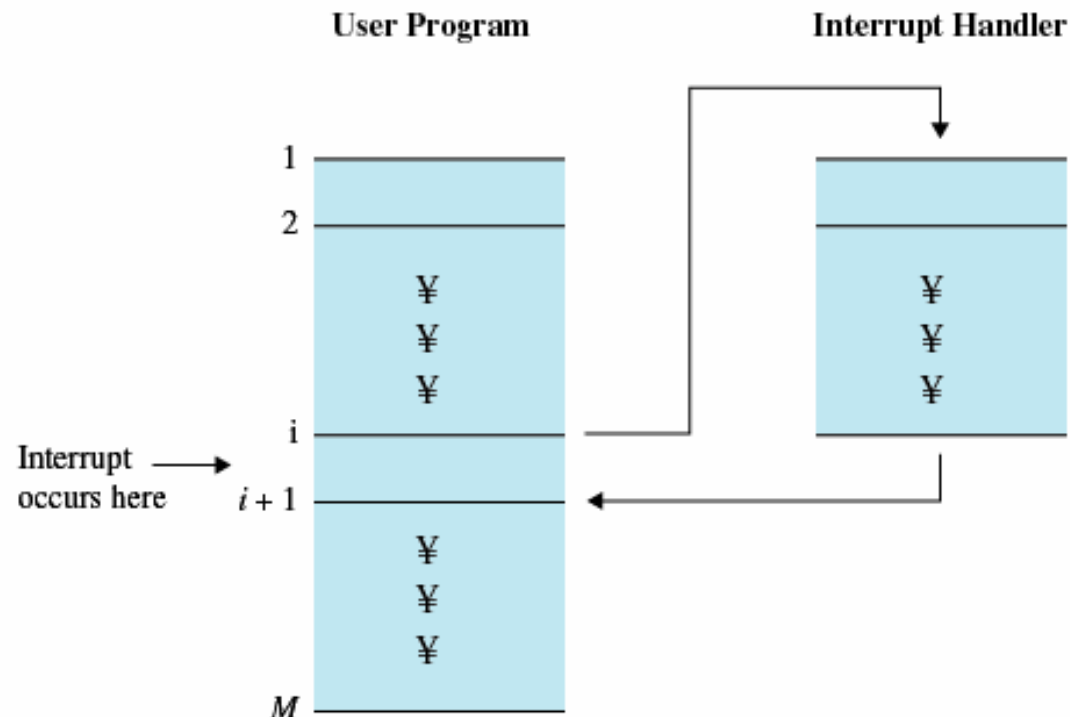 User Program
Interrupt Handler
1
2
¥
¥
¥
¥
¥
¥
i
Interrupt
occurs here
i + 1
¥
¥
¥
M